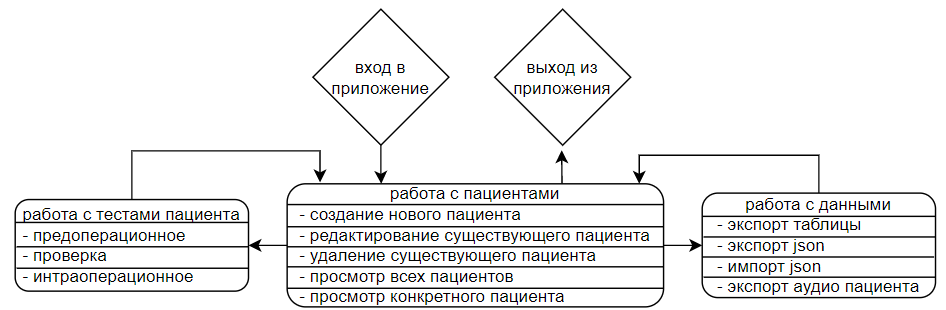 вход в
приложение
выход из
приложения
работа с тестами пациента
- предоперационное
- проверка
- интраоперационное
работа с пациентами
- создание нового пациента
- редактирование существующего пациента
- удаление существующего пациента
- просмотр всех пациентов
- просмотр конкретного пациента
работа с данными
- экспорт таблицы
- экспорт json
- импорт json
- экспорт аудио пациента